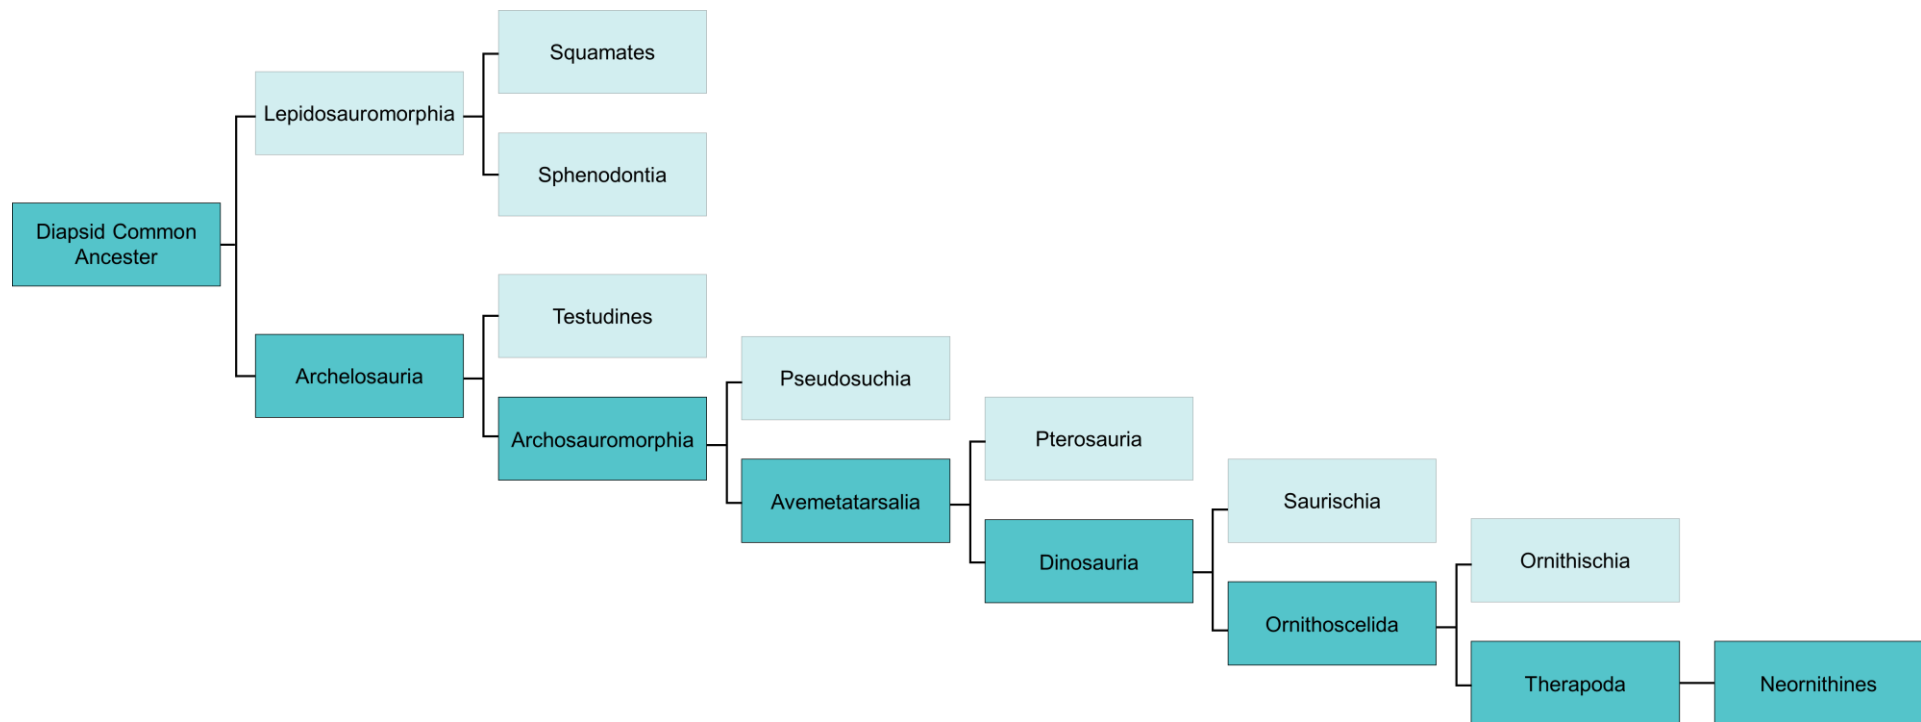 Squamates
Lepidosauromorphia
Sphenodontia
Diapsid Common
Ancester
Testudines
Archelosauria
Pseudosuchia
Archosauromorphia
Pterosauria
Avemetatarsalia
Saurischia
Dinosauria
Ornithischia
Ornithoscelida
Therapoda
Neornithines